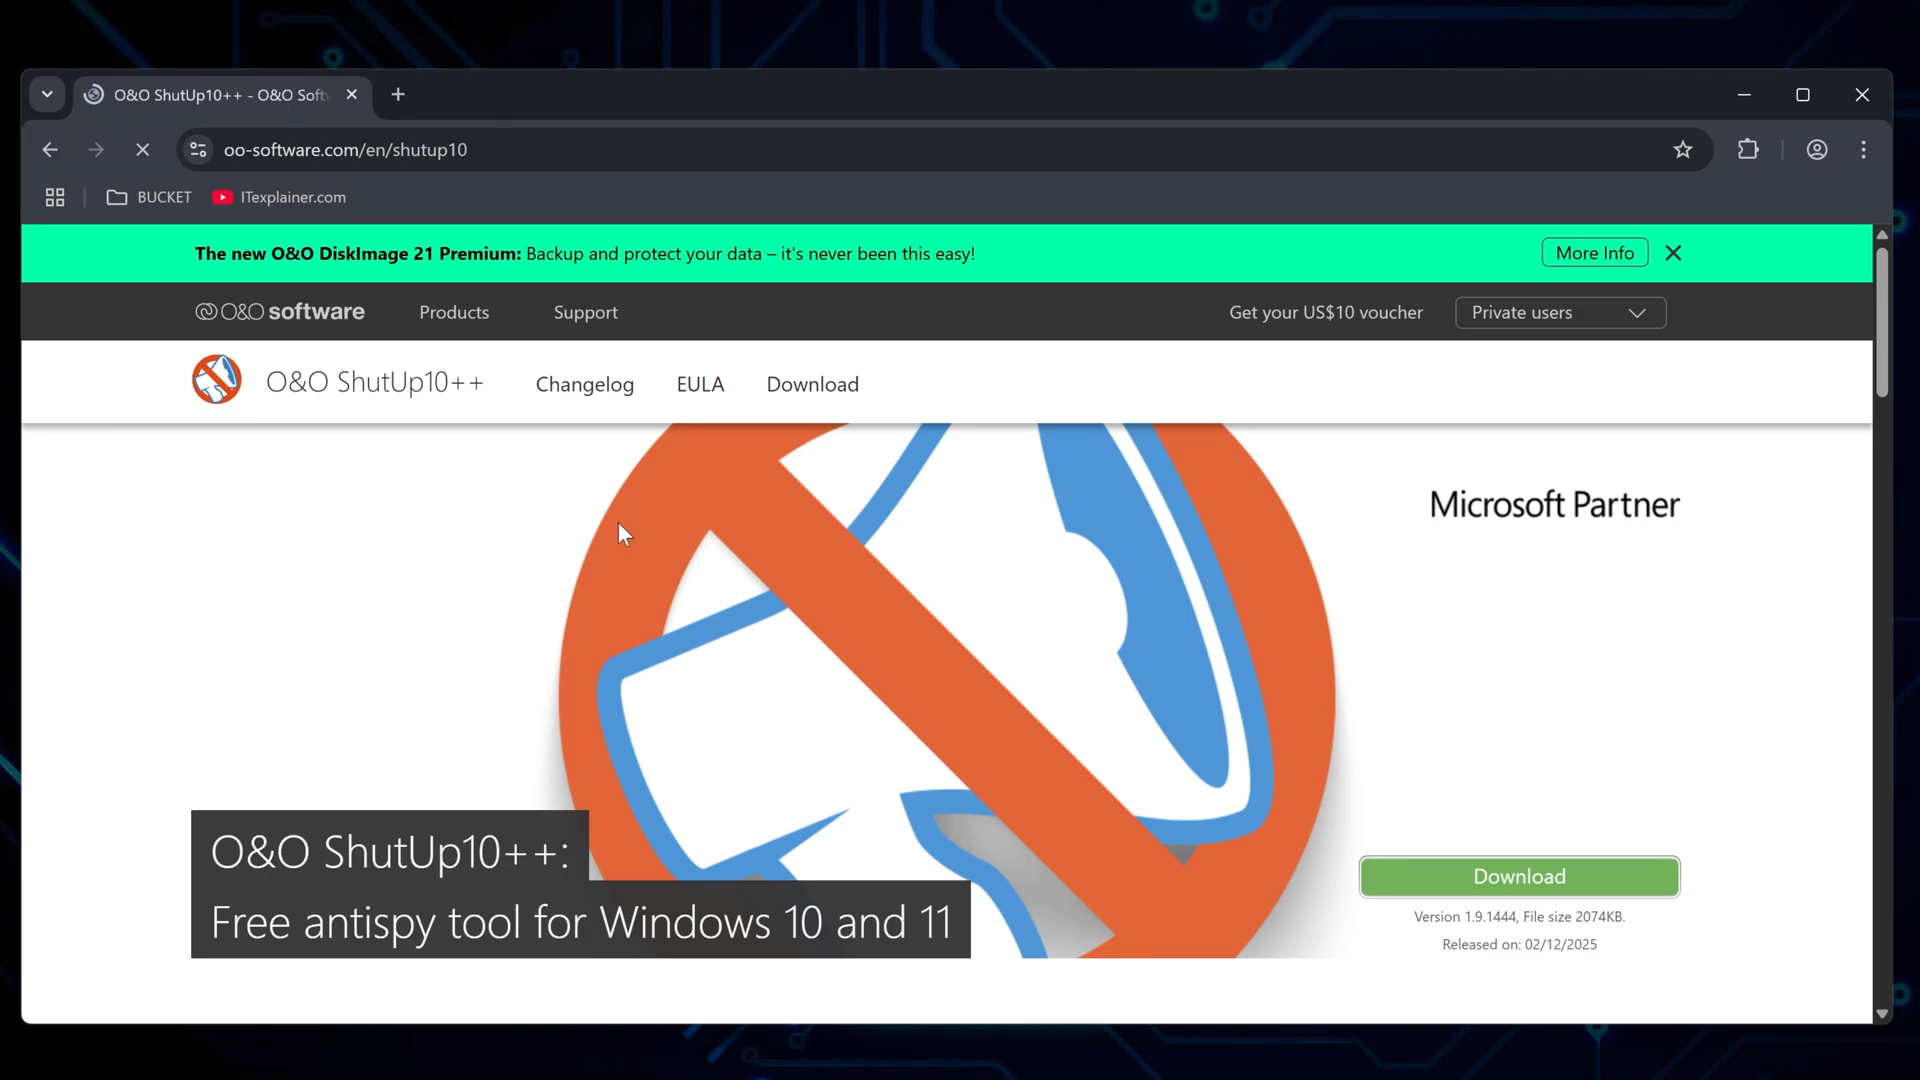 O&O ShutUp10++ - O&O Soft
oo-software.com/en/shutup10
BUCKET
ITexplainer.com
The new O&O DiskImage 21 Premium: Backup and protect your data – it's never been this easy!
More Info
O&O software
Products
Support
Get your US$10 voucher
Private users
O&O ShutUp10++
Changelog
EULA
Download
Microsoft Partner
O&O ShutUp10++:
Free antispy tool for Windows 10 and 11
Download
Version 1.9.1444, File size 2074KB.
Released on: 02/12/2025